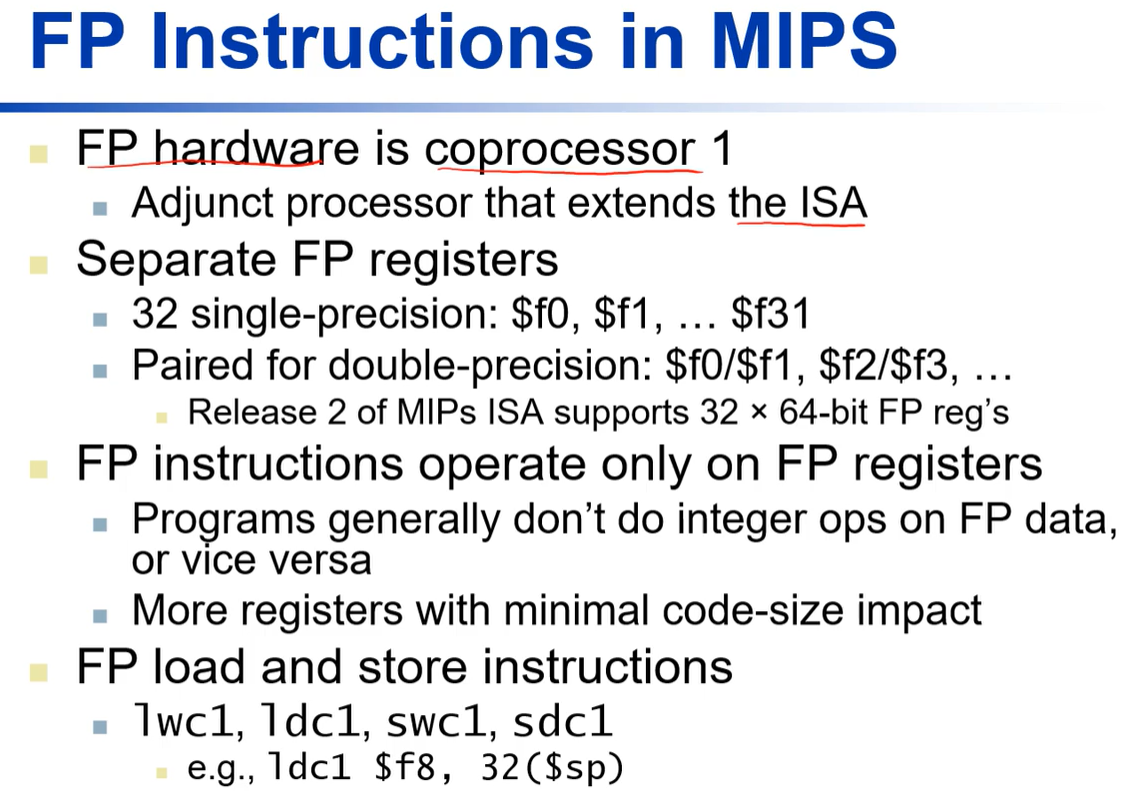 FP Instructions in MIPS
FP hardware is coprocessor 1
Adjunct processor that extends the ISA
Separate FP registers
32 single-precision: $f0, $f1, … $f31
Paired for double-precision: $f0/$f1, $f2/$f3, …
Release 2 of MIPs ISA supports 32 × 64-bit FP reg’s
FP instructions operate only on FP registers
Programs generally don’t do integer ops on FP data,
or vice versa
More registers with minimal code-size impact
FP load and store instructions
lwc1, ldc1, swc1, sdc1
e.g., ldc1 $f8, 32($sp)